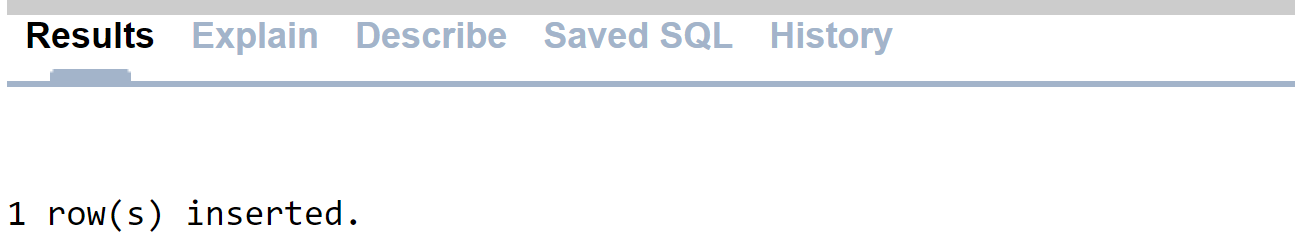 Results Explain Describe Saved SQL History
1 row(s) inserted.